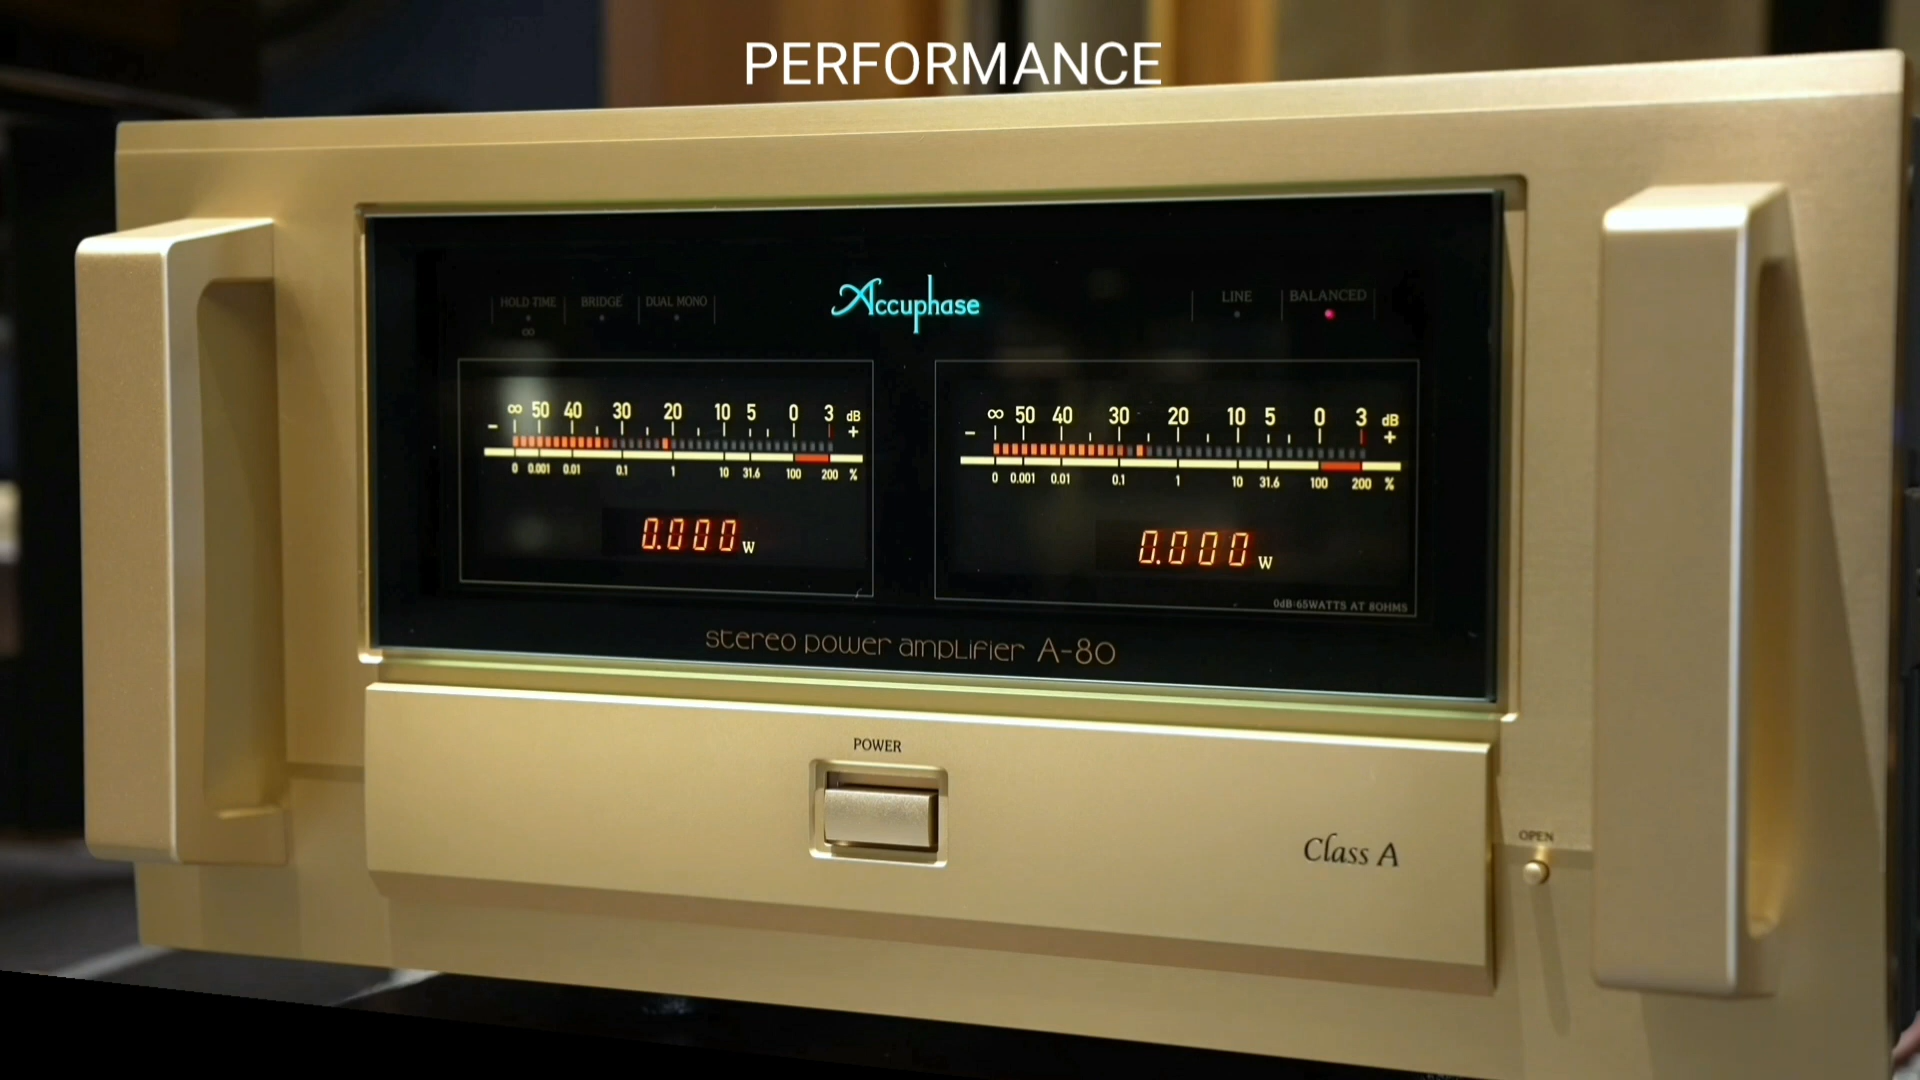 PERFORMANCE
HOLD TIME BRIDGE DUAL MONO
∞
Accuphase
LINE BALANCED
∞ 50 40 30 20 10 5 0 3 dB
- +
0 0.001 0.01 0.1 1 10 31.6 100 200 %
0.000 W
∞ 50 40 30 20 10 5 0 3 dB
- +
0 0.001 0.01 0.1 1 10 31.6 100 200 %
0.000 W
0dB:65WATTS AT 8OHMS
stereo power amplifier A-80
POWER
Class A
OPEN